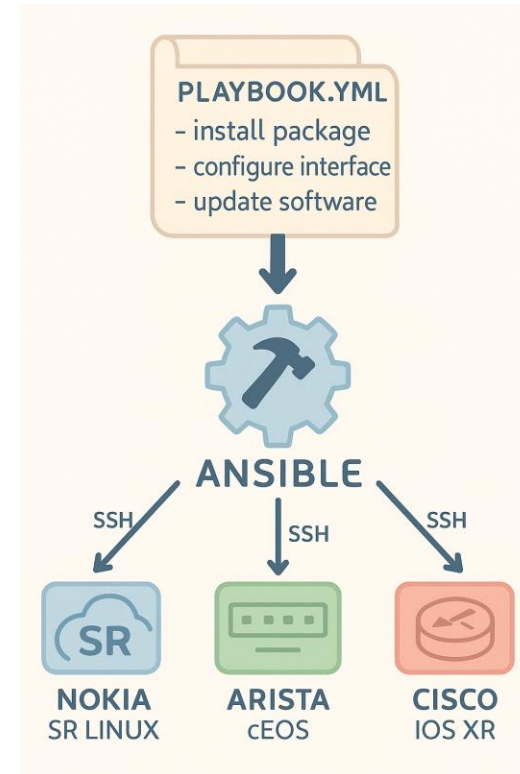 PLAYBOOK.YML
- install package
- configure interface
- update software
ANSIBLE
SSH
SSH
SSH
SR
NOKIA
SR LINUX
ARISTA
cEOS
CISCO
IOS XR